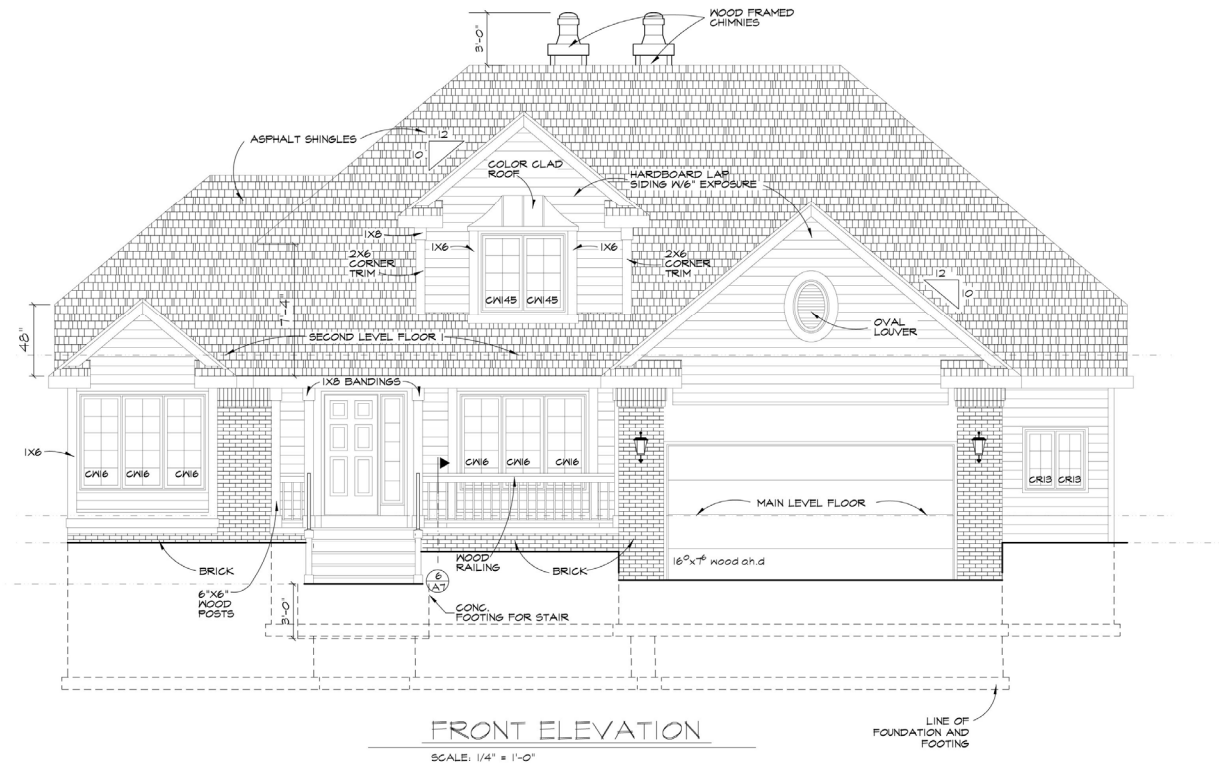 WOOD FRAMED
CHIMNIES
3'-0"
ASPHALT SHINGLES
12
10
COLOR CLAD
ROOF
HARDBOARD LAP
SIDING W/6" EXPOSURE
1X8
1X6
1X6
2X6
CORNER
TRIM
2X6
CORNER
TRIM
12
10
CW145
CW145
7'-4"
48"
OVAL
LOUVER
SECOND LEVEL FLOOR
1X8 BANDINGS
1X6
CW16
CW16
CW16
CW16
CW16
CW16
CR13
CR13
MAIN LEVEL FLOOR
WOOD
RAILING
16⁰x7⁶ wood o.h.d
BRICK
BRICK
6"X6"
WOOD
POSTS
6
A7
3'-0"
CONC.
FOOTING FOR STAIR
LINE OF
FOUNDATION AND
FOOTING
FRONT ELEVATION
SCALE: 1/4" = 1'-0"